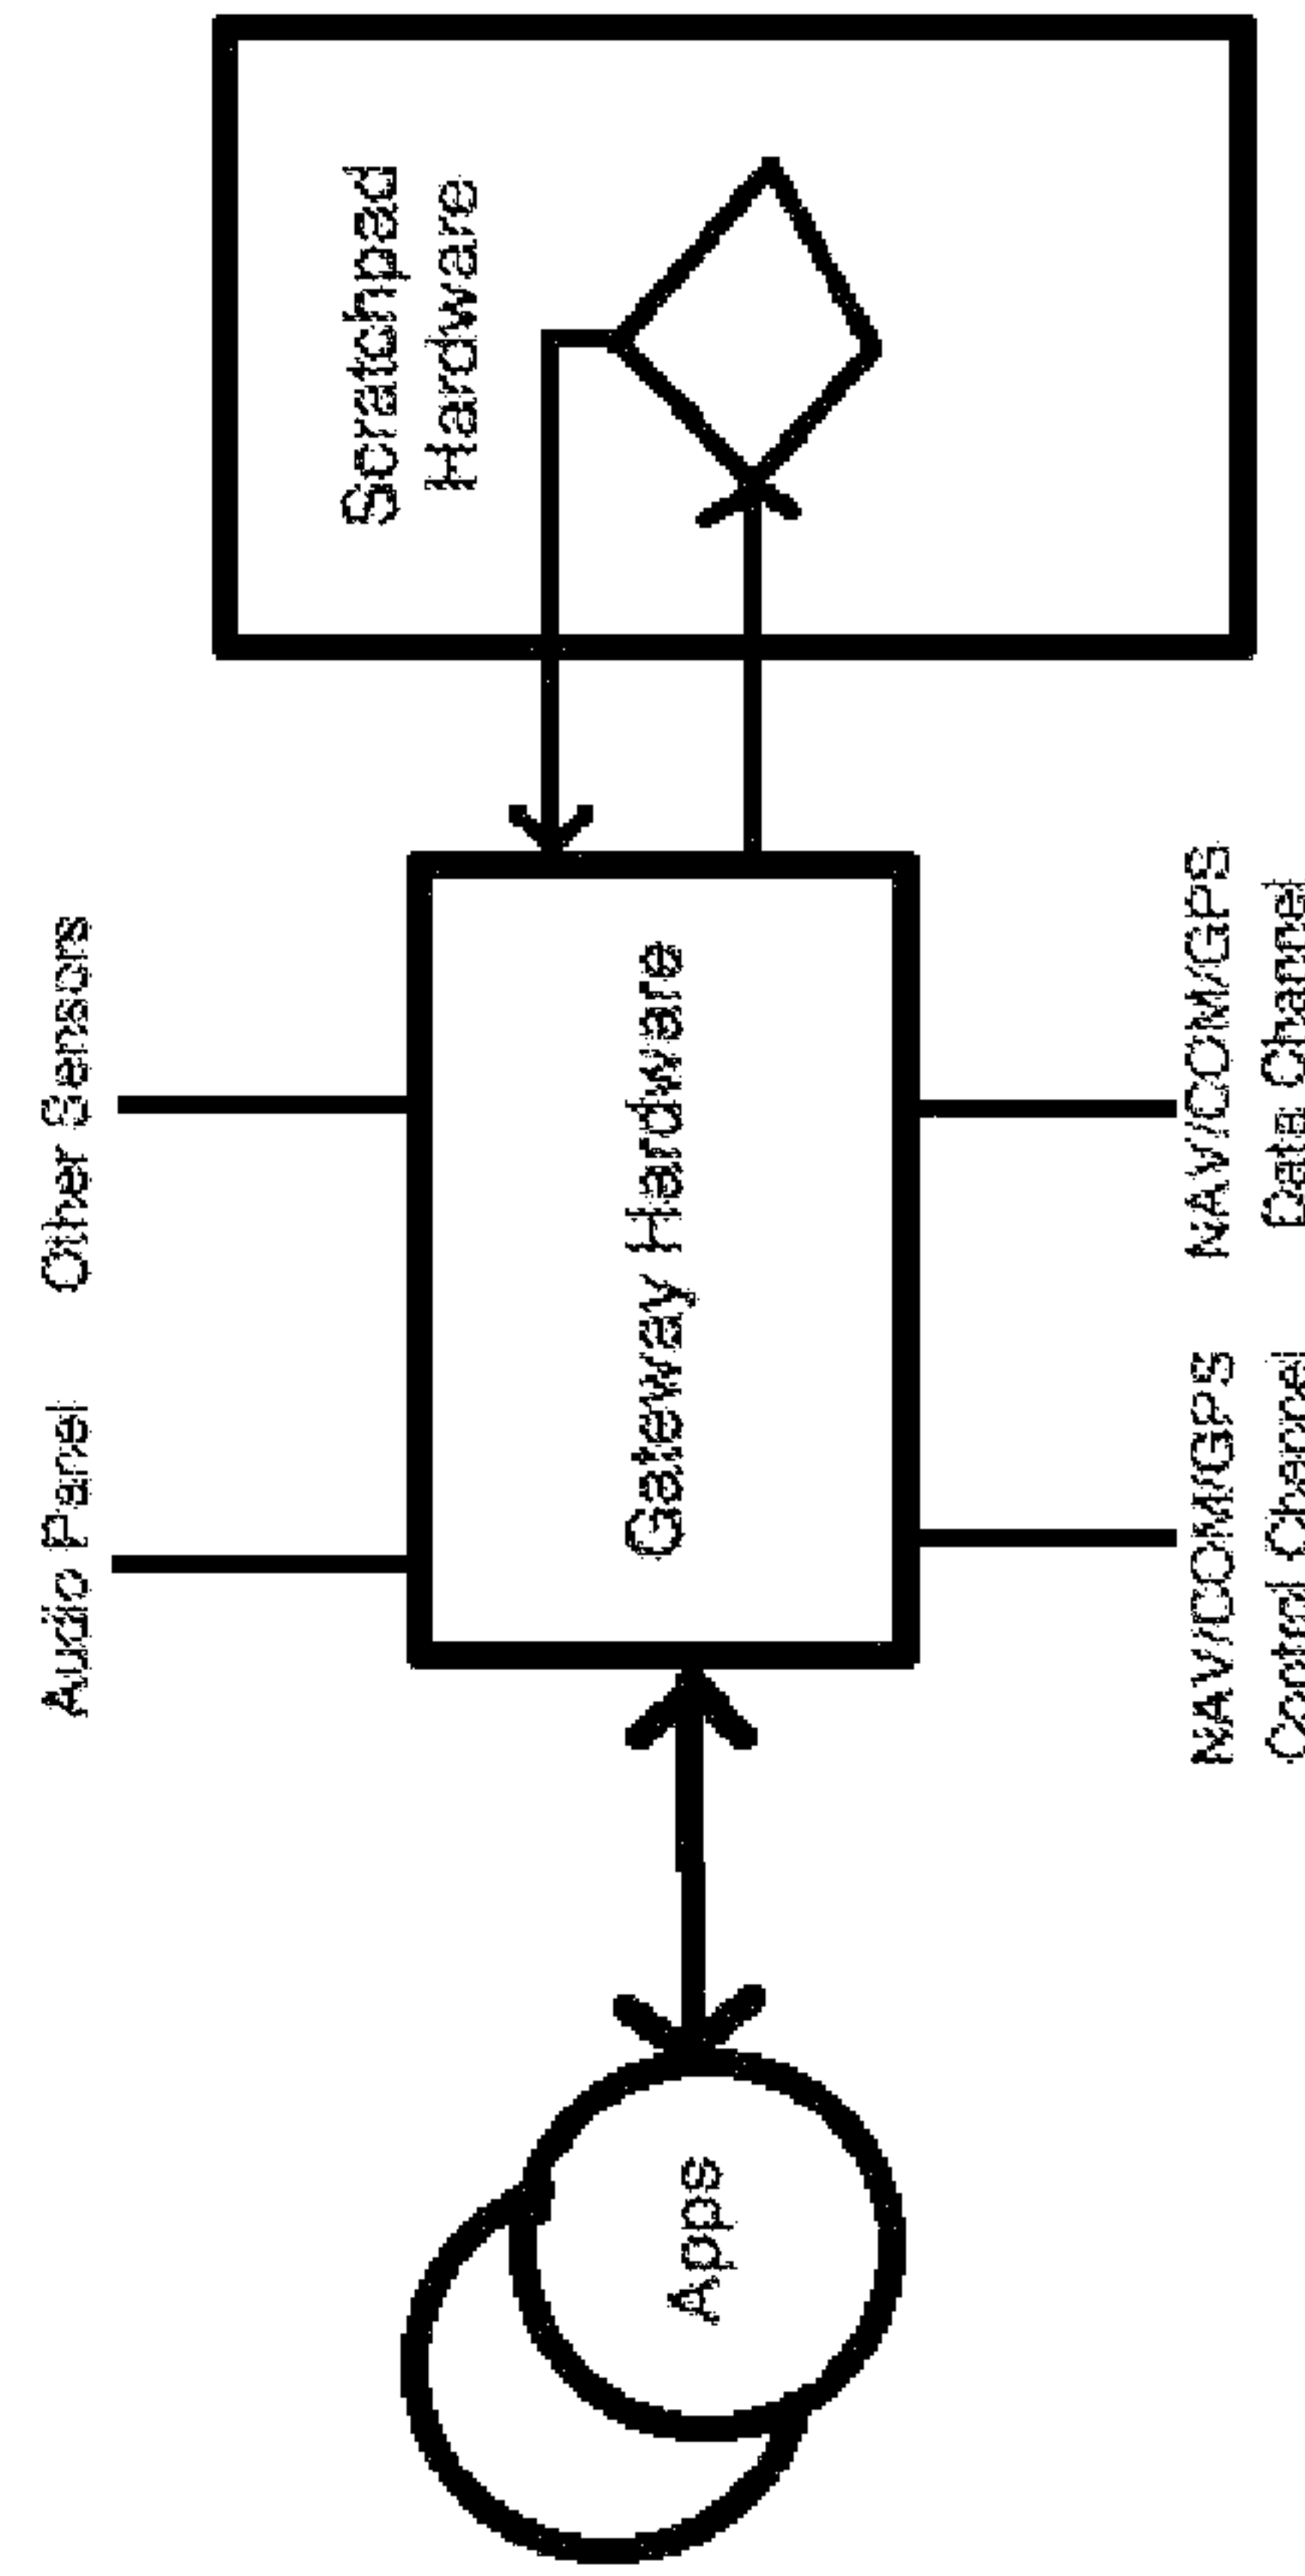 Audio Panel
Other Sensors
Scratchpad
Hardware
Apps
Gateway Hardware
NAV/COM/GPS
Control Channel
NAV/COM/GPS
Data Channel